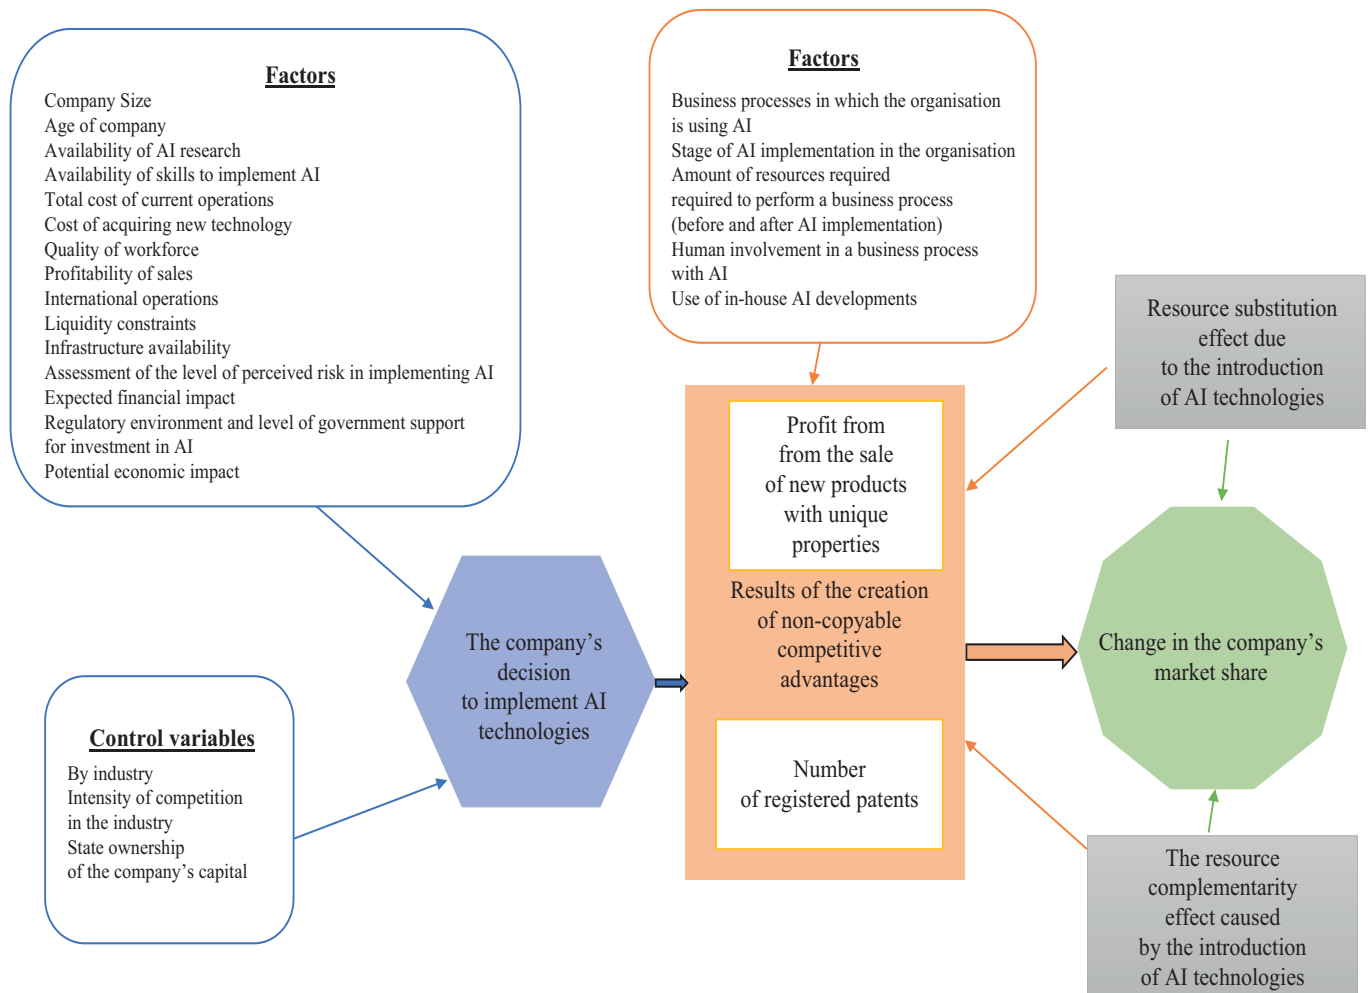 Factors
Company Size
Age of company
Availability of AI research
Availability of skills to implement AI
Total cost of current operations
Cost of acquiring new technology
Quality of workforce
Profitability of sales
International operations
Liquidity constraints
Infrastructure availability
Assessment of the level of perceived risk in implementing AI
Expected financial impact
Regulatory environment and level of government support
for investment in AI
Potential economic impact
Factors
Business processes in which the organisation
is using AI
Stage of AI implementation in the organisation
Amount of resources required
required to perform a business process
(before and after AI implementation)
Human involvement in a business process
with AI
Use of in-house AI developments
Resource substitution
effect due
to the introduction
of AI technologies
Control variables
By industry
Intensity of competition
in the industry
State ownership
of the company’s capital
The company’s
decision
to implement AI
technologies
Profit from
from the sale
of new products
with unique
properties
Results of the creation
of non-copyable
competitive
advantages
Number
of registered patents
Change in the company’s
market share
The resource
complementarity
effect caused
by the introduction
of AI technologies